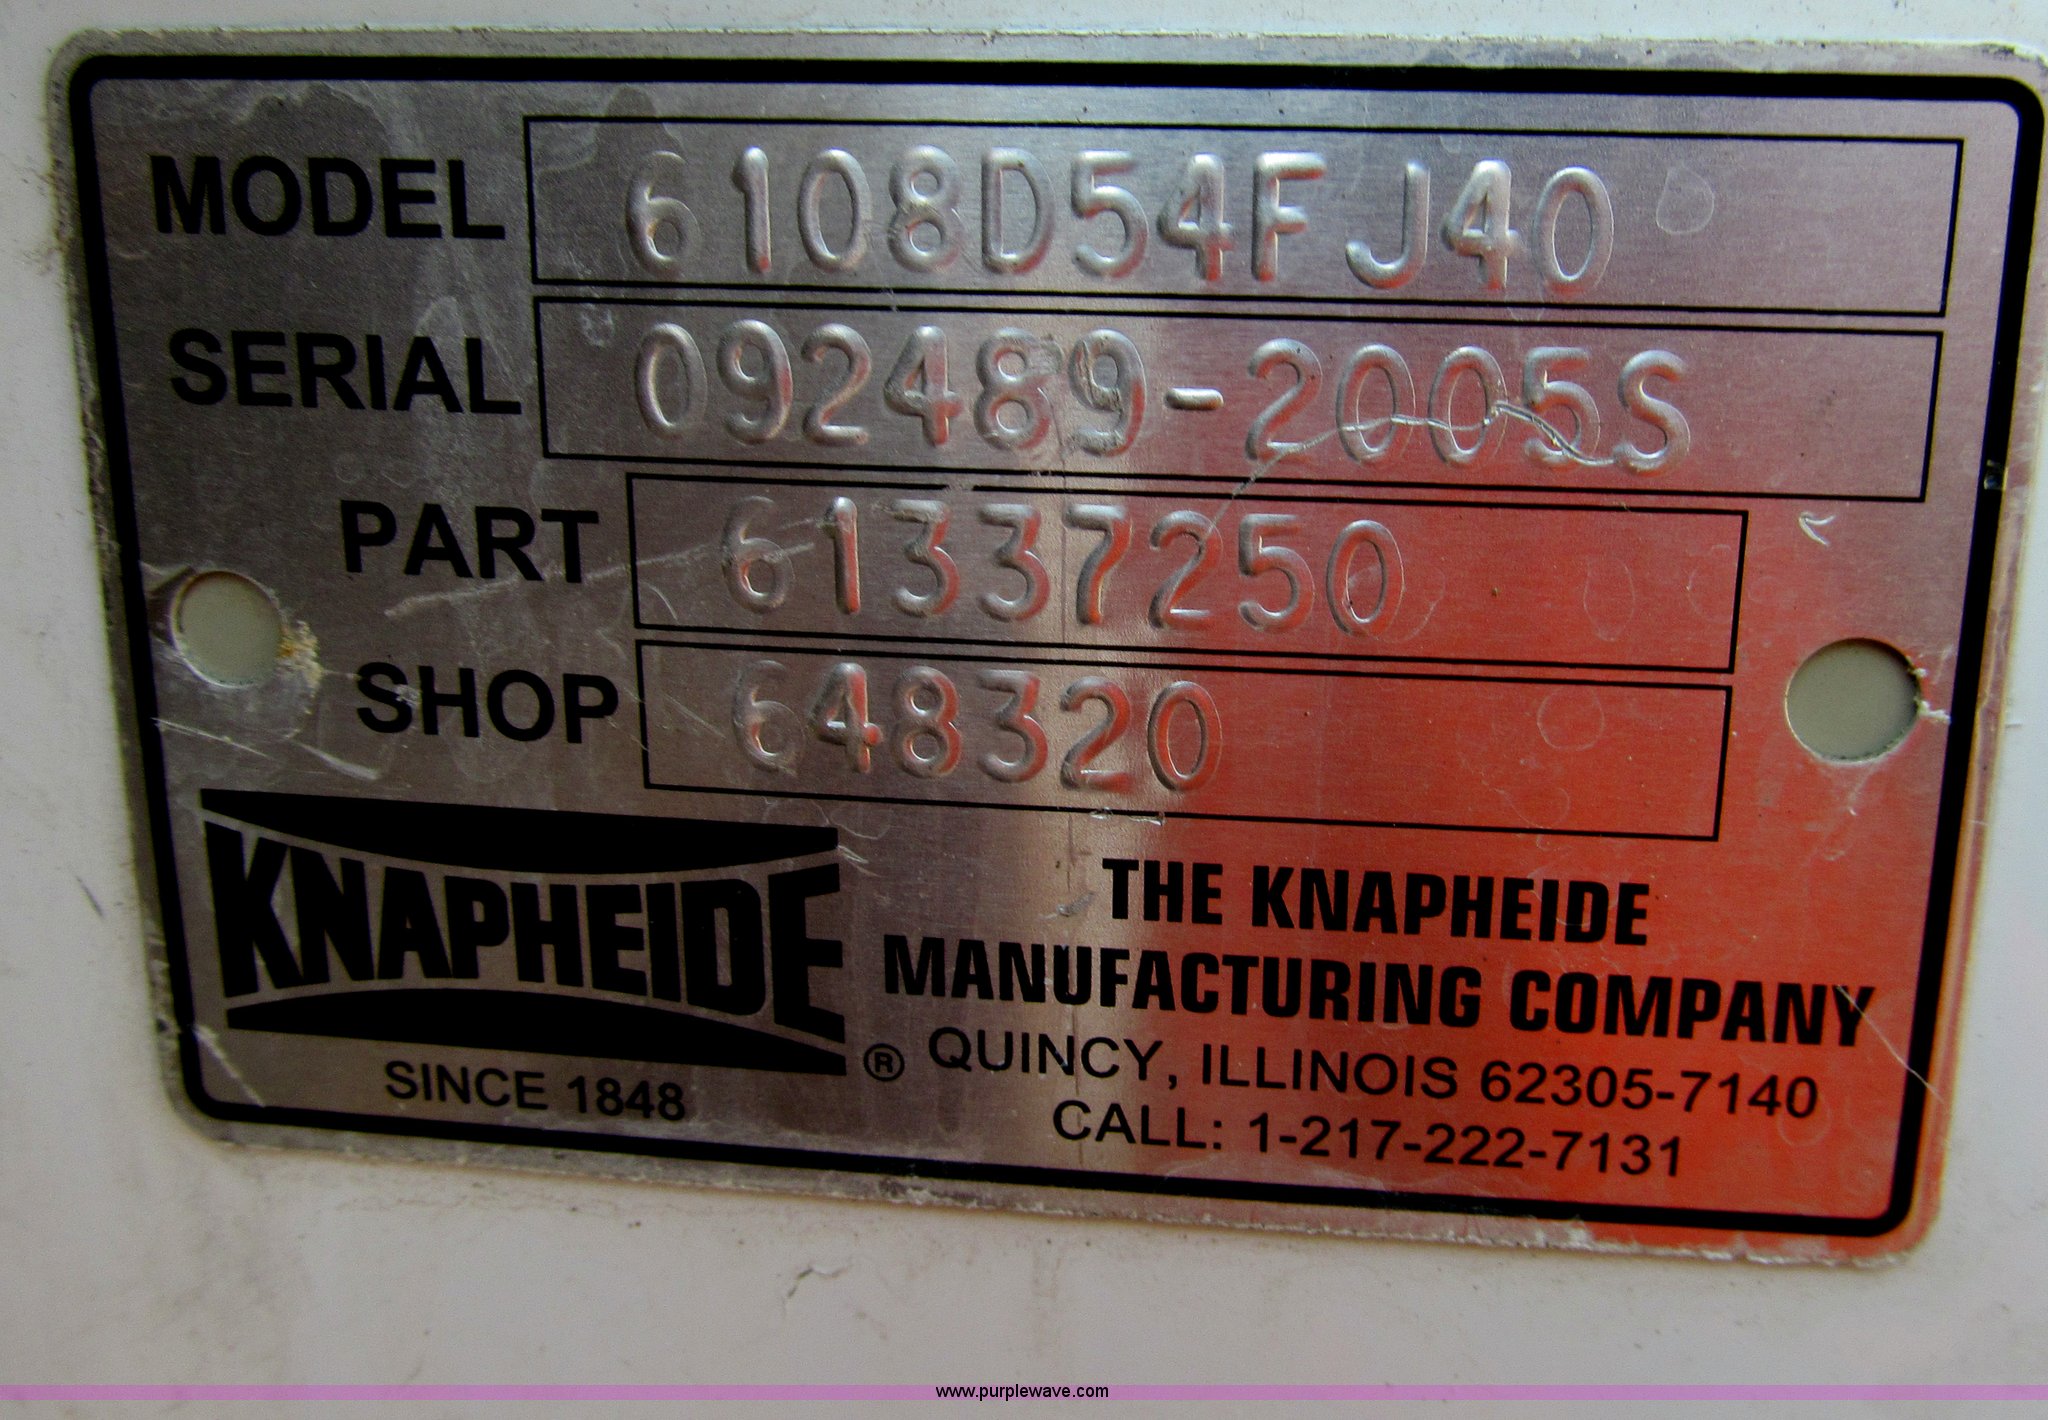 MODEL 6108D54FJ40
SERIAL 092489-2005S
PART 61337250
SHOP 648320
KNAPHEIDE
®
SINCE 1848
THE KNAPHEIDE
MANUFACTURING COMPANY
QUINCY, ILLINOIS 62305-7140
CALL: 1-217-222-7131
www.purplewave.com